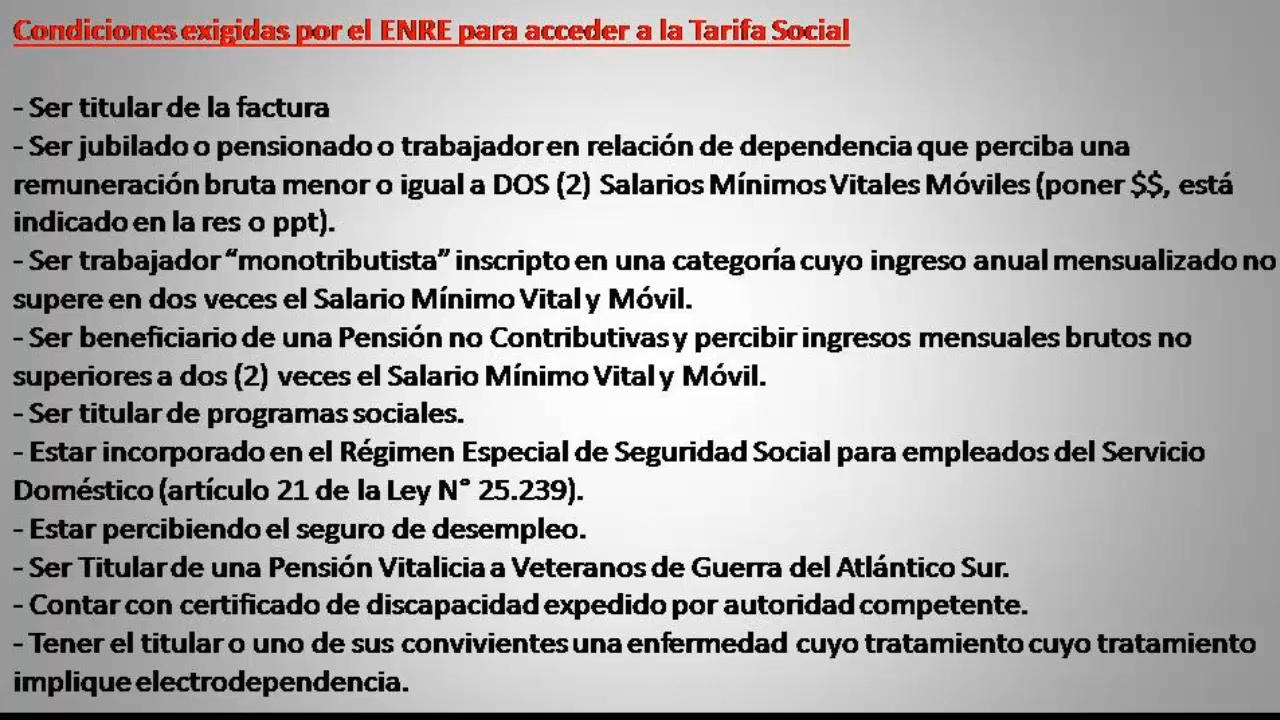 Condiciones exigidas por el ENRE para acceder a la Tarifa Social
- Ser titular de la factura
- Ser jubilado o pensionado o trabajador en relación de dependencia que perciba una
remuneración bruta menor o igual a DOS (2) Salarios Mínimos Vitales Móviles (poner $$, está
indicado en la res o ppt).
- Ser trabajador “monotributista” inscripto en una categoría cuyo ingreso anual mensualizado no
supere en dos veces el Salario Mínimo Vital y Móvil.
- Ser beneficiario de una Pensión no Contributivas y percibir ingresos mensuales brutos no
superiores a dos (2) veces el Salario Mínimo Vital y Móvil.
- Ser titular de programas sociales.
- Estar incorporado en el Régimen Especial de Seguridad Social para empleados del Servicio
Doméstico (artículo 21 de la Ley N° 25.239).
- Estar percibiendo el seguro de desempleo.
- Ser Titular de una Pensión Vitalicia a Veteranos de Guerra del Atlántico Sur.
- Contar con certificado de discapacidad expedido por autoridad competente.
- Tener el titular o uno de sus convivientes una enfermedad cuyo tratamiento cuyo tratamiento
implique electrodependencia.